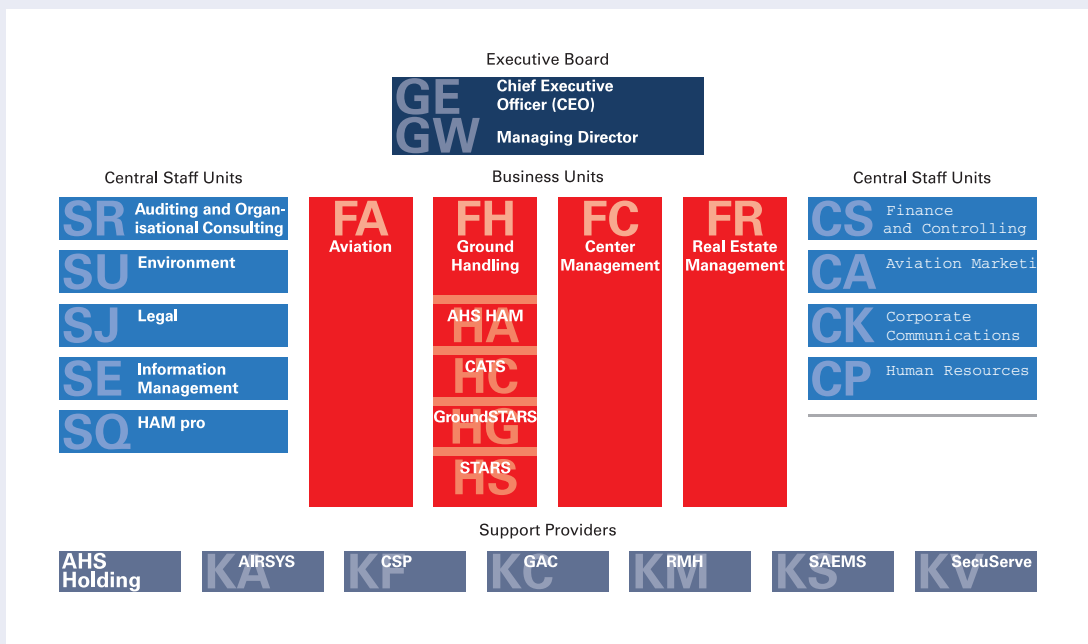 Executive Board
GE Chief Executive
Officer (CEO)
GW Managing Director
Central Staff Units
Business Units
Central Staff Units
SR Auditing and Organ-
isational Consulting
SU Environment
SJ Legal
SE Information
Management
SQ HAM pro
FA
Aviation
FH
Ground
Handling
AHS HAM
HA
CATS
HC
GroundSTARS
HG
STARS
HS
FC
Center
Management
FR
Real Estate
Management
CS Finance
and Controlling
CA Aviation Marketi
CK Corporate
Communications
CP Human Resources
Support Providers
AHS
Holding
KA AIRSYS
KF CSP
KC GAC
KM RMH
KS SAEMS
KV SecuServe